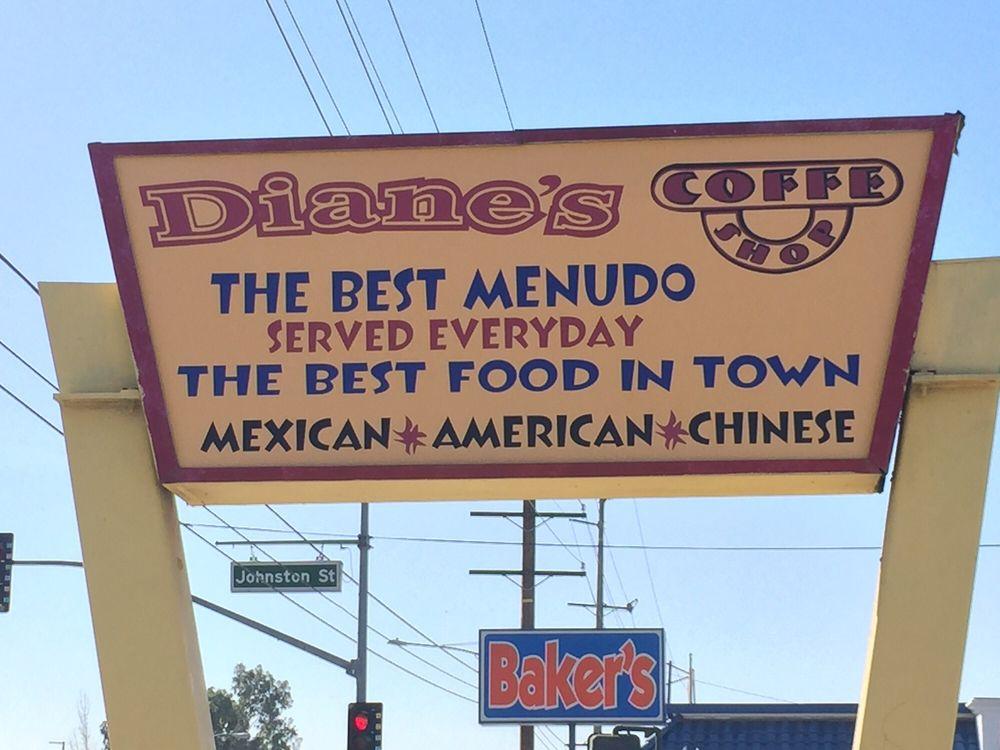 Diane's
COFFE
SHOP
THE BEST MENUDO
SERVED EVERYDAY
THE BEST FOOD IN TOWN
MEXICAN * AMERICAN * CHINESE
Johnston St
Baker's